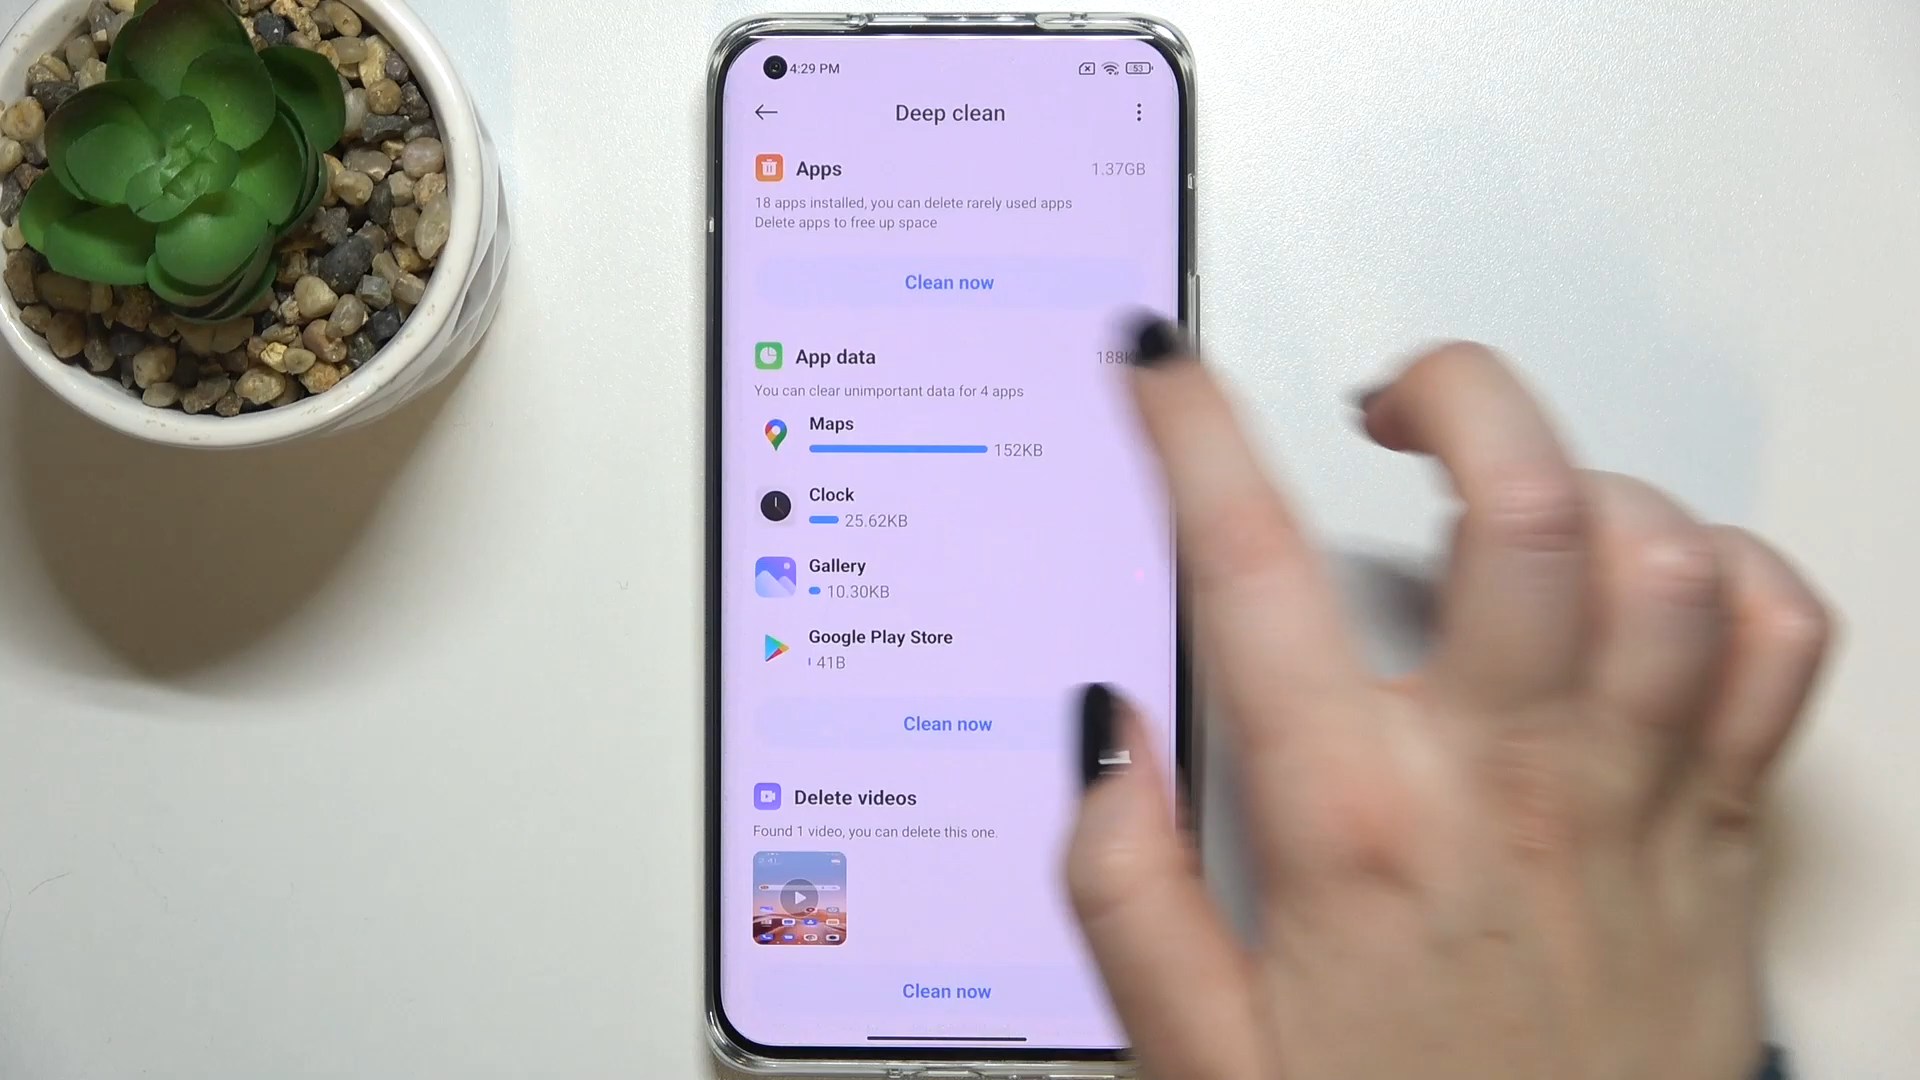 4:29 PM
53
Deep clean
Apps
1.37GB
18 apps installed, you can delete rarely used apps
Delete apps to free up space
Clean now
App data
You can clear unimportant data for 4 apps
Maps
152KB
Clock
25.62KB
Gallery
10.30KB
Google Play Store
41B
Clean now
Delete videos
Found 1 video, you can delete this one.
Clean now